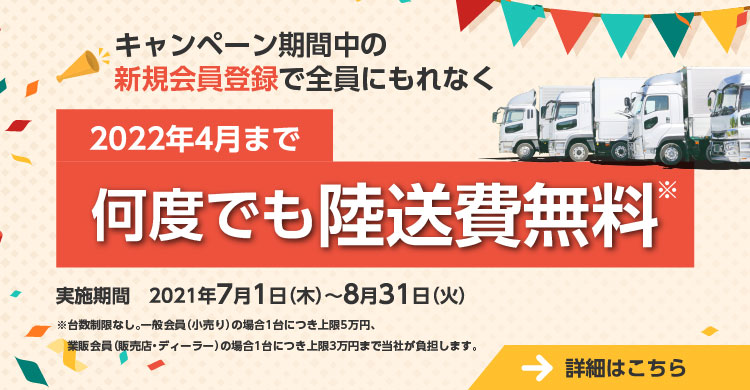 キャンペーン期間中の
新規会員登録で全員にもれなく
2022年4月まで
何度でも陸送費無料※
実施期間 2021年7月1日(木)～8月31日(火)
※台数制限なし。一般会員(小売り)の場合1台につき上限5万円、
業販会員(販売店・ディーラー)の場合1台につき上限3万円まで当社が負担します。
→ 詳細はこちら